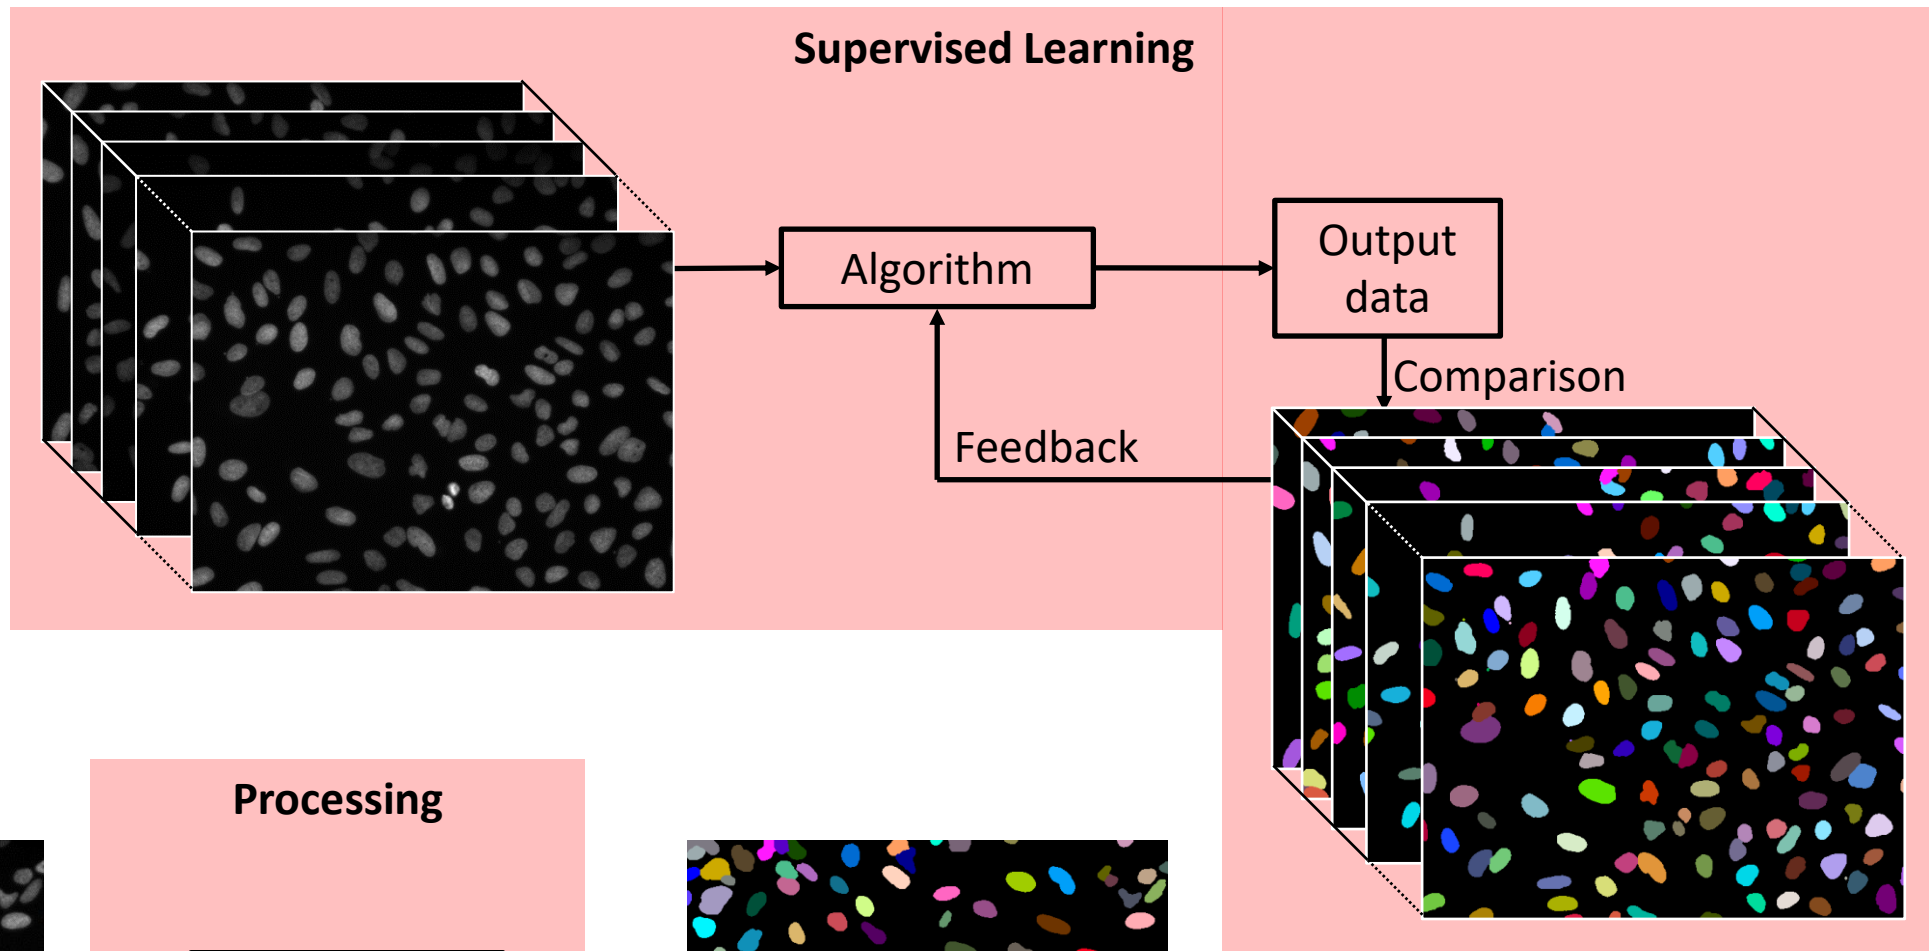 Supervised Learning
Algorithm
Output
data
Comparison
Feedback
Processing